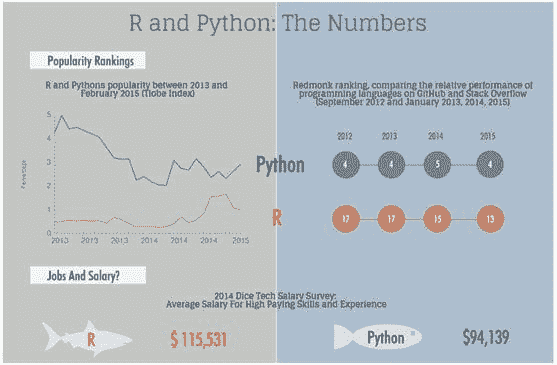 R and Python: The Numbers
Popularity Rankings
R and Pythons popularity between 2013 and
February 2015 (Tiobe Index)
Redmonk ranking, comparing the relative performance of
programming languages on GitHub and Stack Overflow
(September 2012 and January 2013, 2014, 2015)
5
4
3
2
1
0
Percentage
2013 2013 2013 2014 2014 2014 2015
2012 2013 2014 2015
Python
4 4 5 4
R
17 17 15 13
Jobs And Salary?
2014 Dice Tech Salary Survey:
Average Salary For High Paying Skills and Experience
R
$ 115,531
Python
$94,139